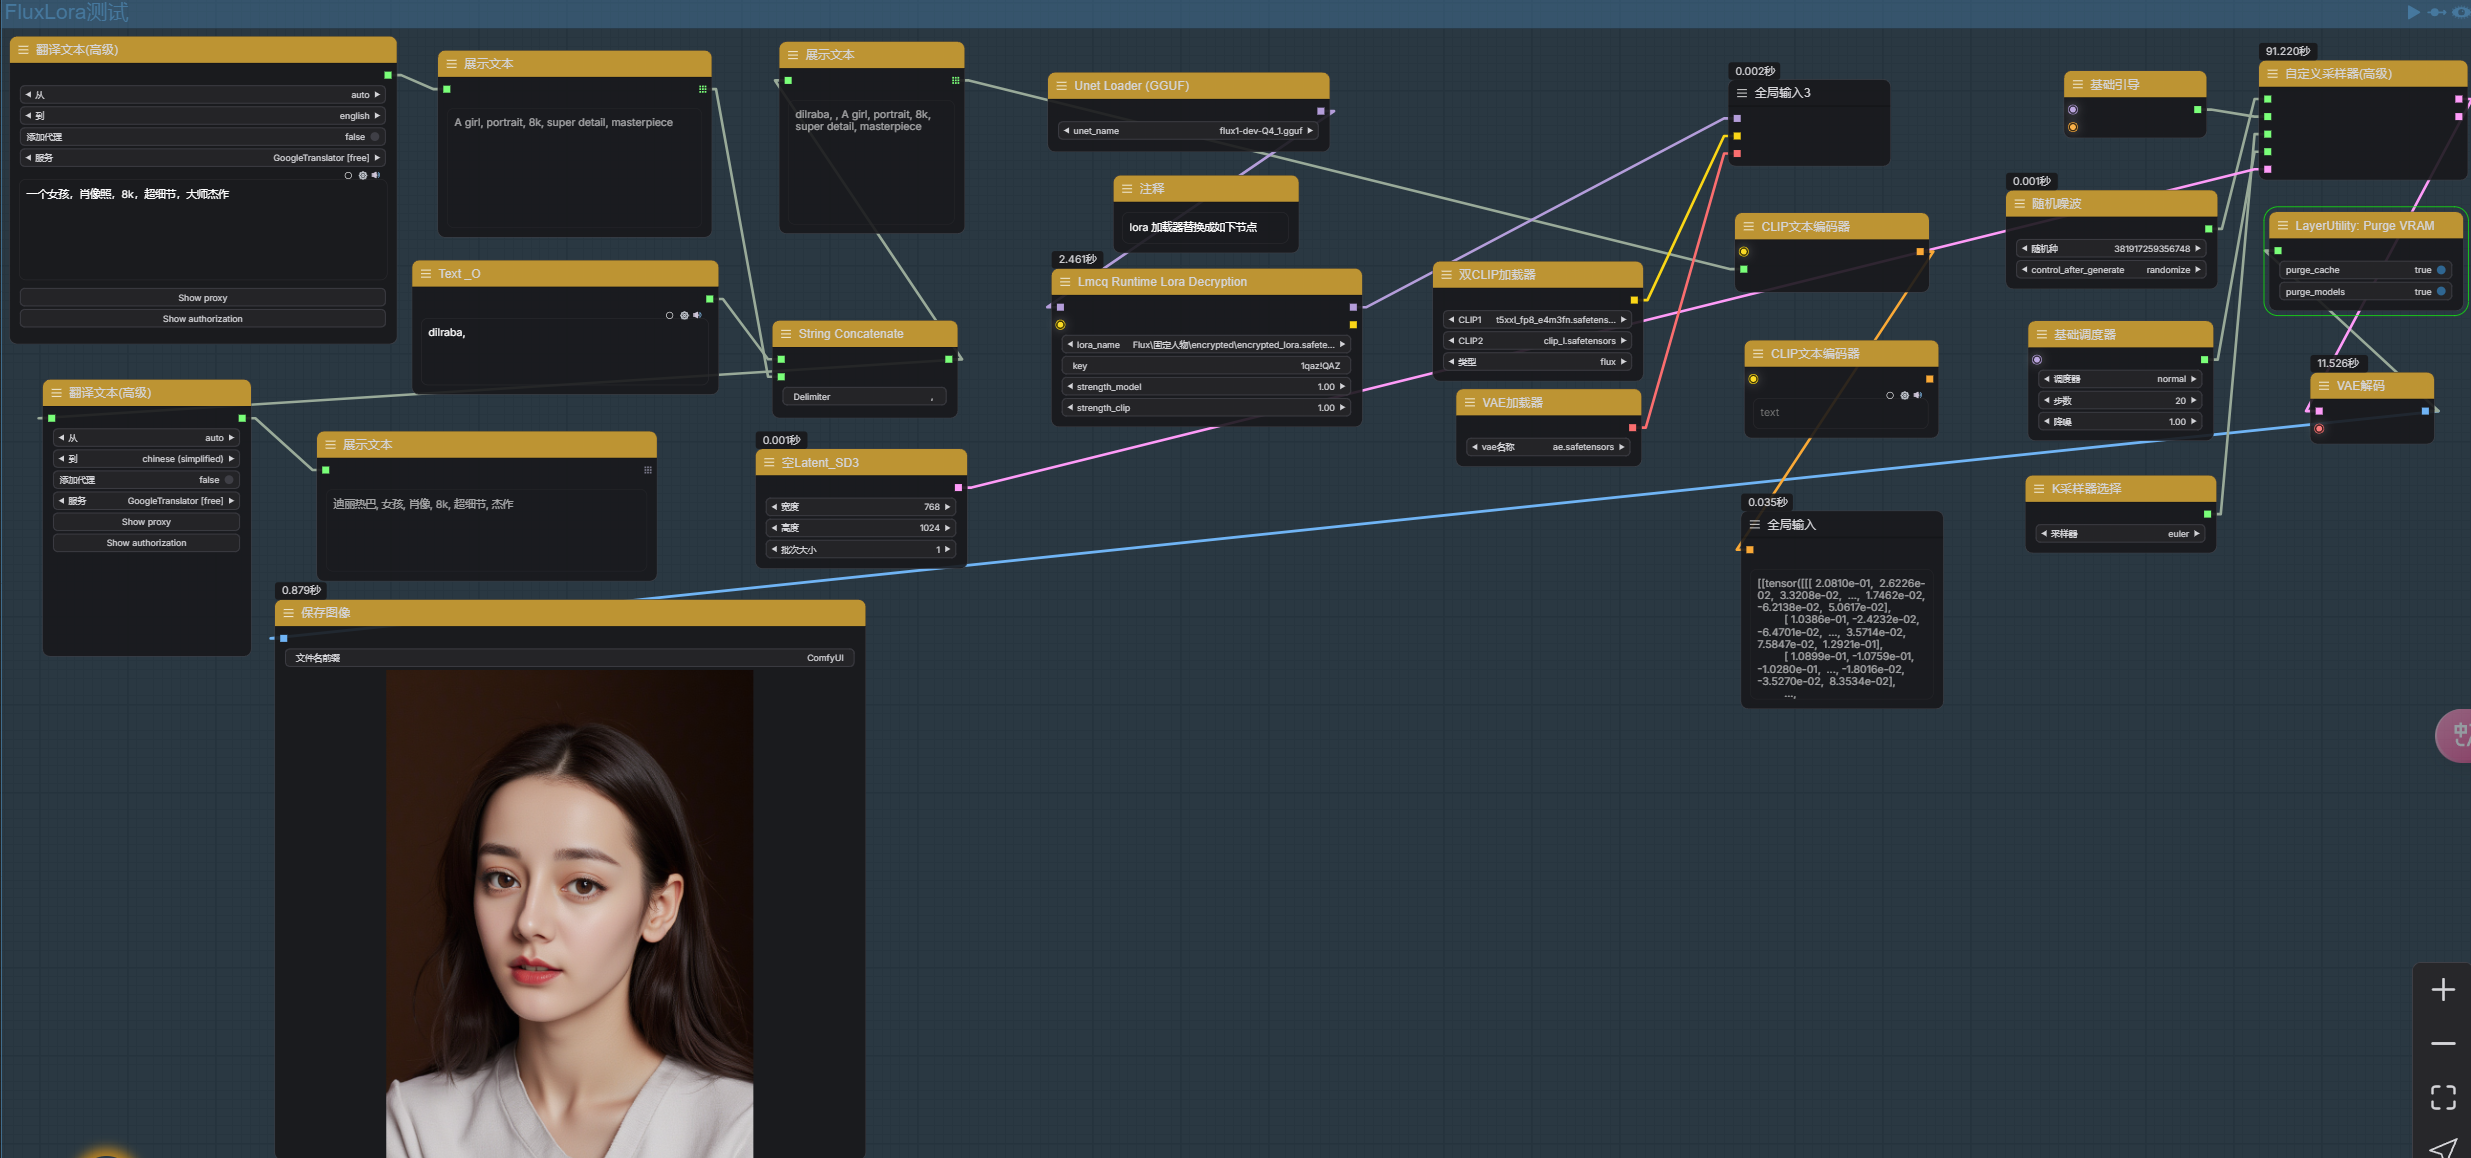 FluxLora测试
翻译文本(高级)
从 auto
到 english
添加代理 false
服务 GoogleTranslator [free]
一个女孩，肖像照，8k，超细节，大师杰作
Show proxy
Show authorization
展示文本
A girl, portrait, 8k, super detail, masterpiece
展示文本
dilraba, , A girl, portrait, 8k,
super detail, masterpiece
Text _O
dilraba,
String Concatenate
Delimiter ,
翻译文本(高级)
从 auto
到 chinese (simplified)
添加代理 false
服务 GoogleTranslator [free]
Show proxy
Show authorization
展示文本
迪丽热巴, 女孩, 肖像, 8k, 超细节, 杰作
0.001秒
空Latent_SD3
宽度 768
高度 1024
批次大小 1
0.879秒
保存图像
文件名前缀 ComfyUI
Unet Loader (GGUF)
unet_name flux1-dev-Q4_1.gguf
注释
lora 加载器替换成如下节点
2.461秒
Lmcq Runtime Lora Decryption
lora_name Flux\固定人物\encrypted\encrypted_lora.safete...
key 1qaz!QAZ
strength_model 1.00
strength_clip 1.00
双CLIP加载器
CLIP1 t5xxl_fp8_e4m3fn.safetens...
CLIP2 clip_l.safetensors
类型 flux
VAE加载器
vae名称 ae.safetensors
0.002秒
全局输入3
CLIP文本编码器
CLIP文本编码器
text
0.035秒
全局输入
[[tensor([[[ 2.0810e-01, 2.6226e-
02, 3.3208e-02, ..., 1.7462e-02,
-6.2138e-02, 5.0617e-02],
[ 1.0386e-01, -2.4232e-02,
-6.4701e-02, ..., 3.5714e-02,
7.5847e-02, 1.2921e-01],
[ 1.0899e-01, -1.0759e-01,
-1.0280e-01, ..., -1.8016e-02,
-3.5270e-02, 8.3534e-02],
...,
基础引导
0.001秒
随机噪波
随机种 381917259356748
control_after_generate randomize
基础调度器
调度器 normal
步数 20
降噪 1.00
K采样器选择
采样器 euler
91.220秒
自定义采样器(高级)
LayerUtility: Purge VRAM
purge_cache true
purge_models true
11.526秒
VAE解码